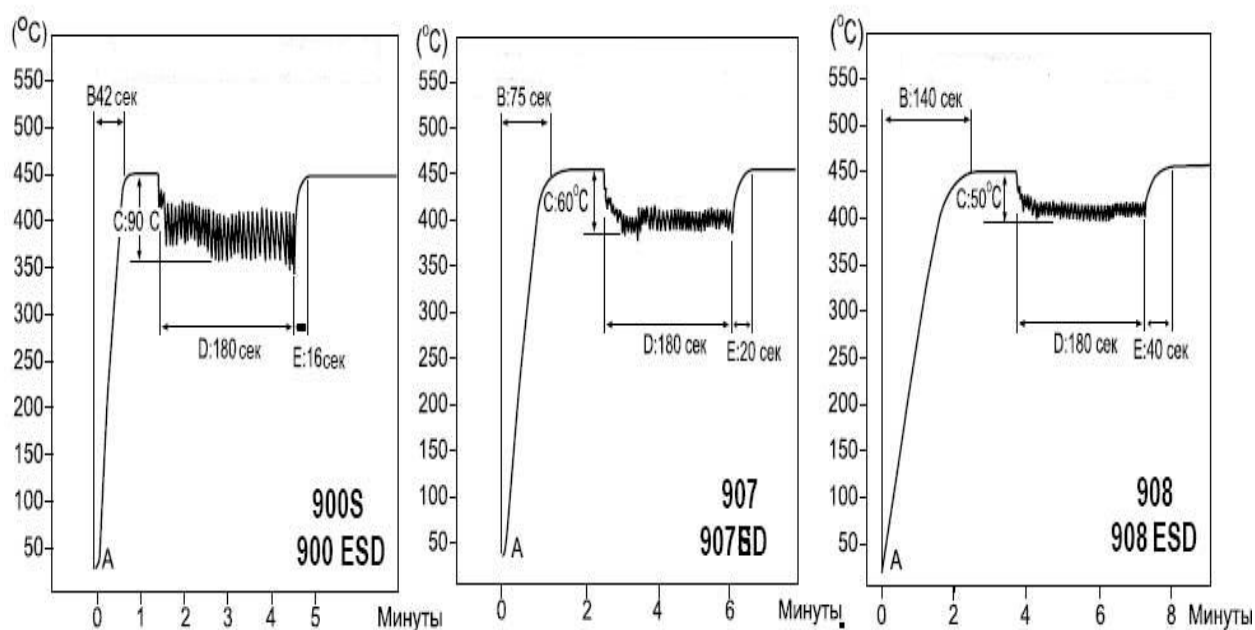 (°C)
550
500
450
400
350
300
250
200
150
100
50
B42 сек
C:90 C
D:180 сек
E:16сек
A
900S
900 ESD
0 1 2 3 4 5 Минуты
(°C)
550
500
450
400
350
300
250
200
150
100
50
B:75 сек
C:60°C
D:180 сек
E:20 сек
A
907
0 2 4 6 Минуты.
(°C)
550
500
450
400
350
300
250
200
150
100
50
B:140 сек
C:50°C
D:180 сек
E:40 сек
A
908
908 ESD
0 2 4 6 8 Минуты